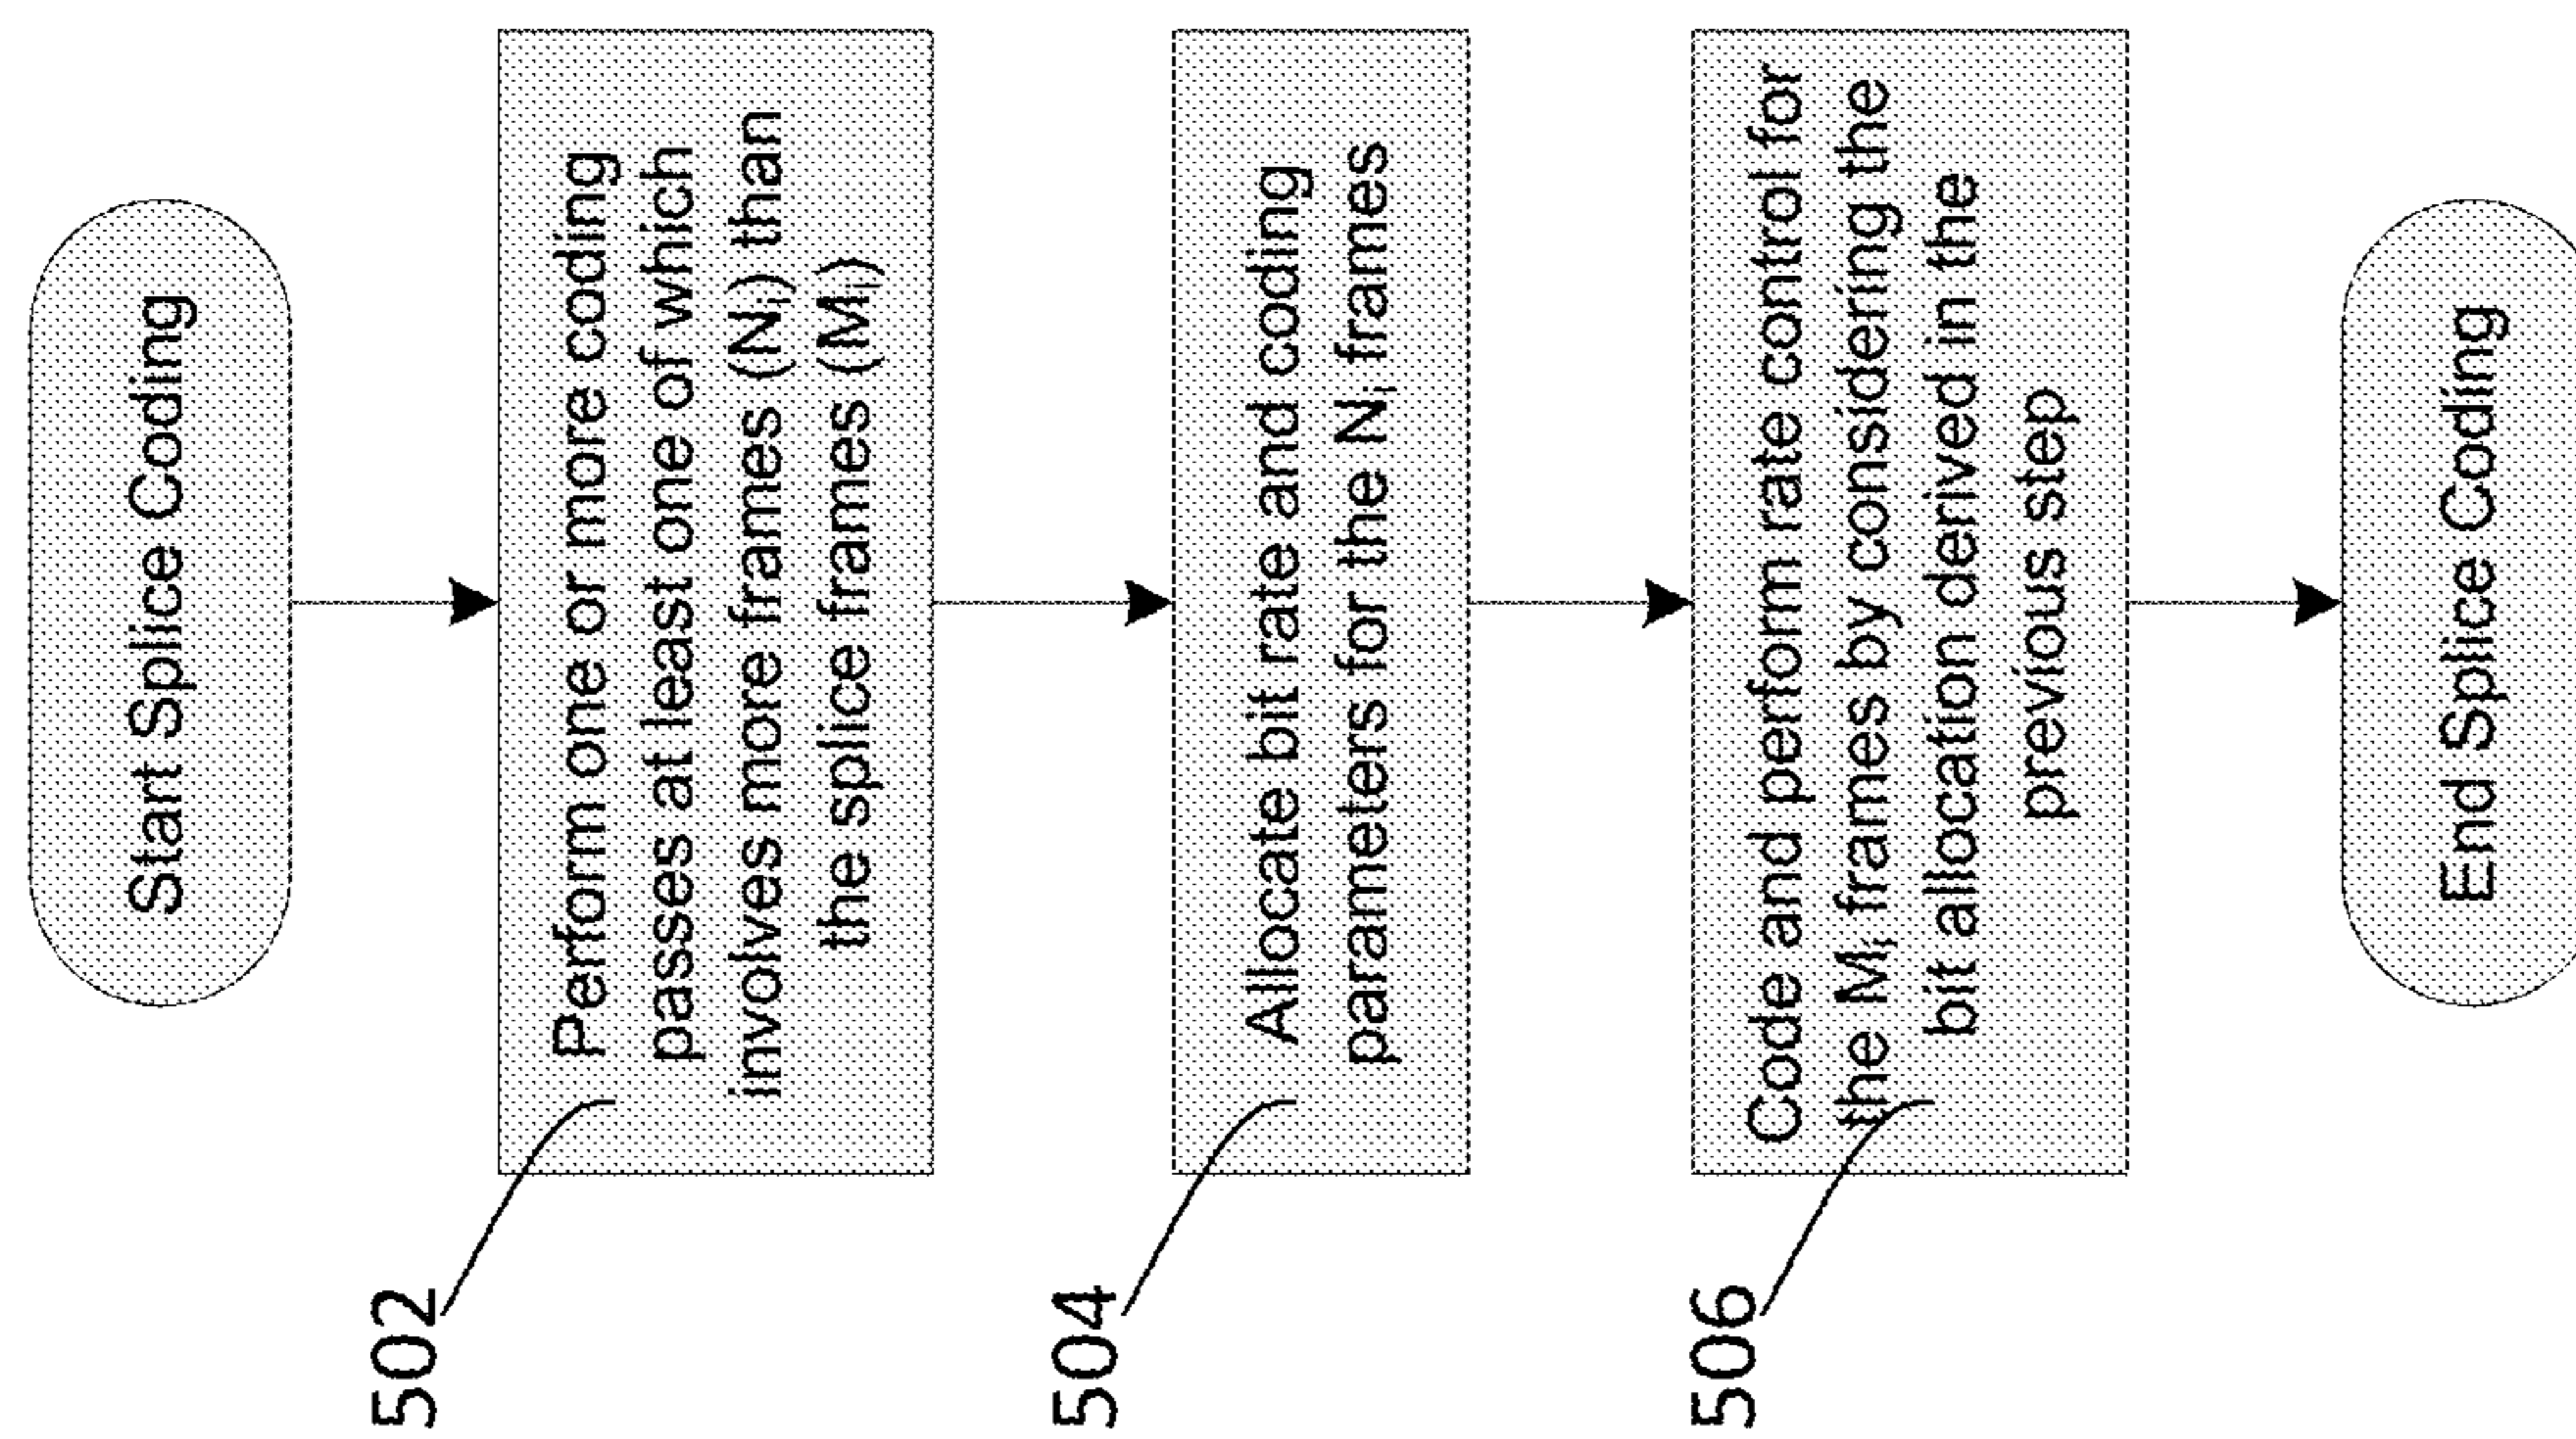 Start Splice Coding
502
Perform one or more coding
passes at least one of which
involves more frames (Nᵢ) than
the splice frames (Mᵢ)
504
Allocate bit rate and coding
parameters for the Nᵢ frames
506
Code and perform rate control for
the Mᵢ frames by considering the
bit allocation derived in the
previous step
End Splice Coding